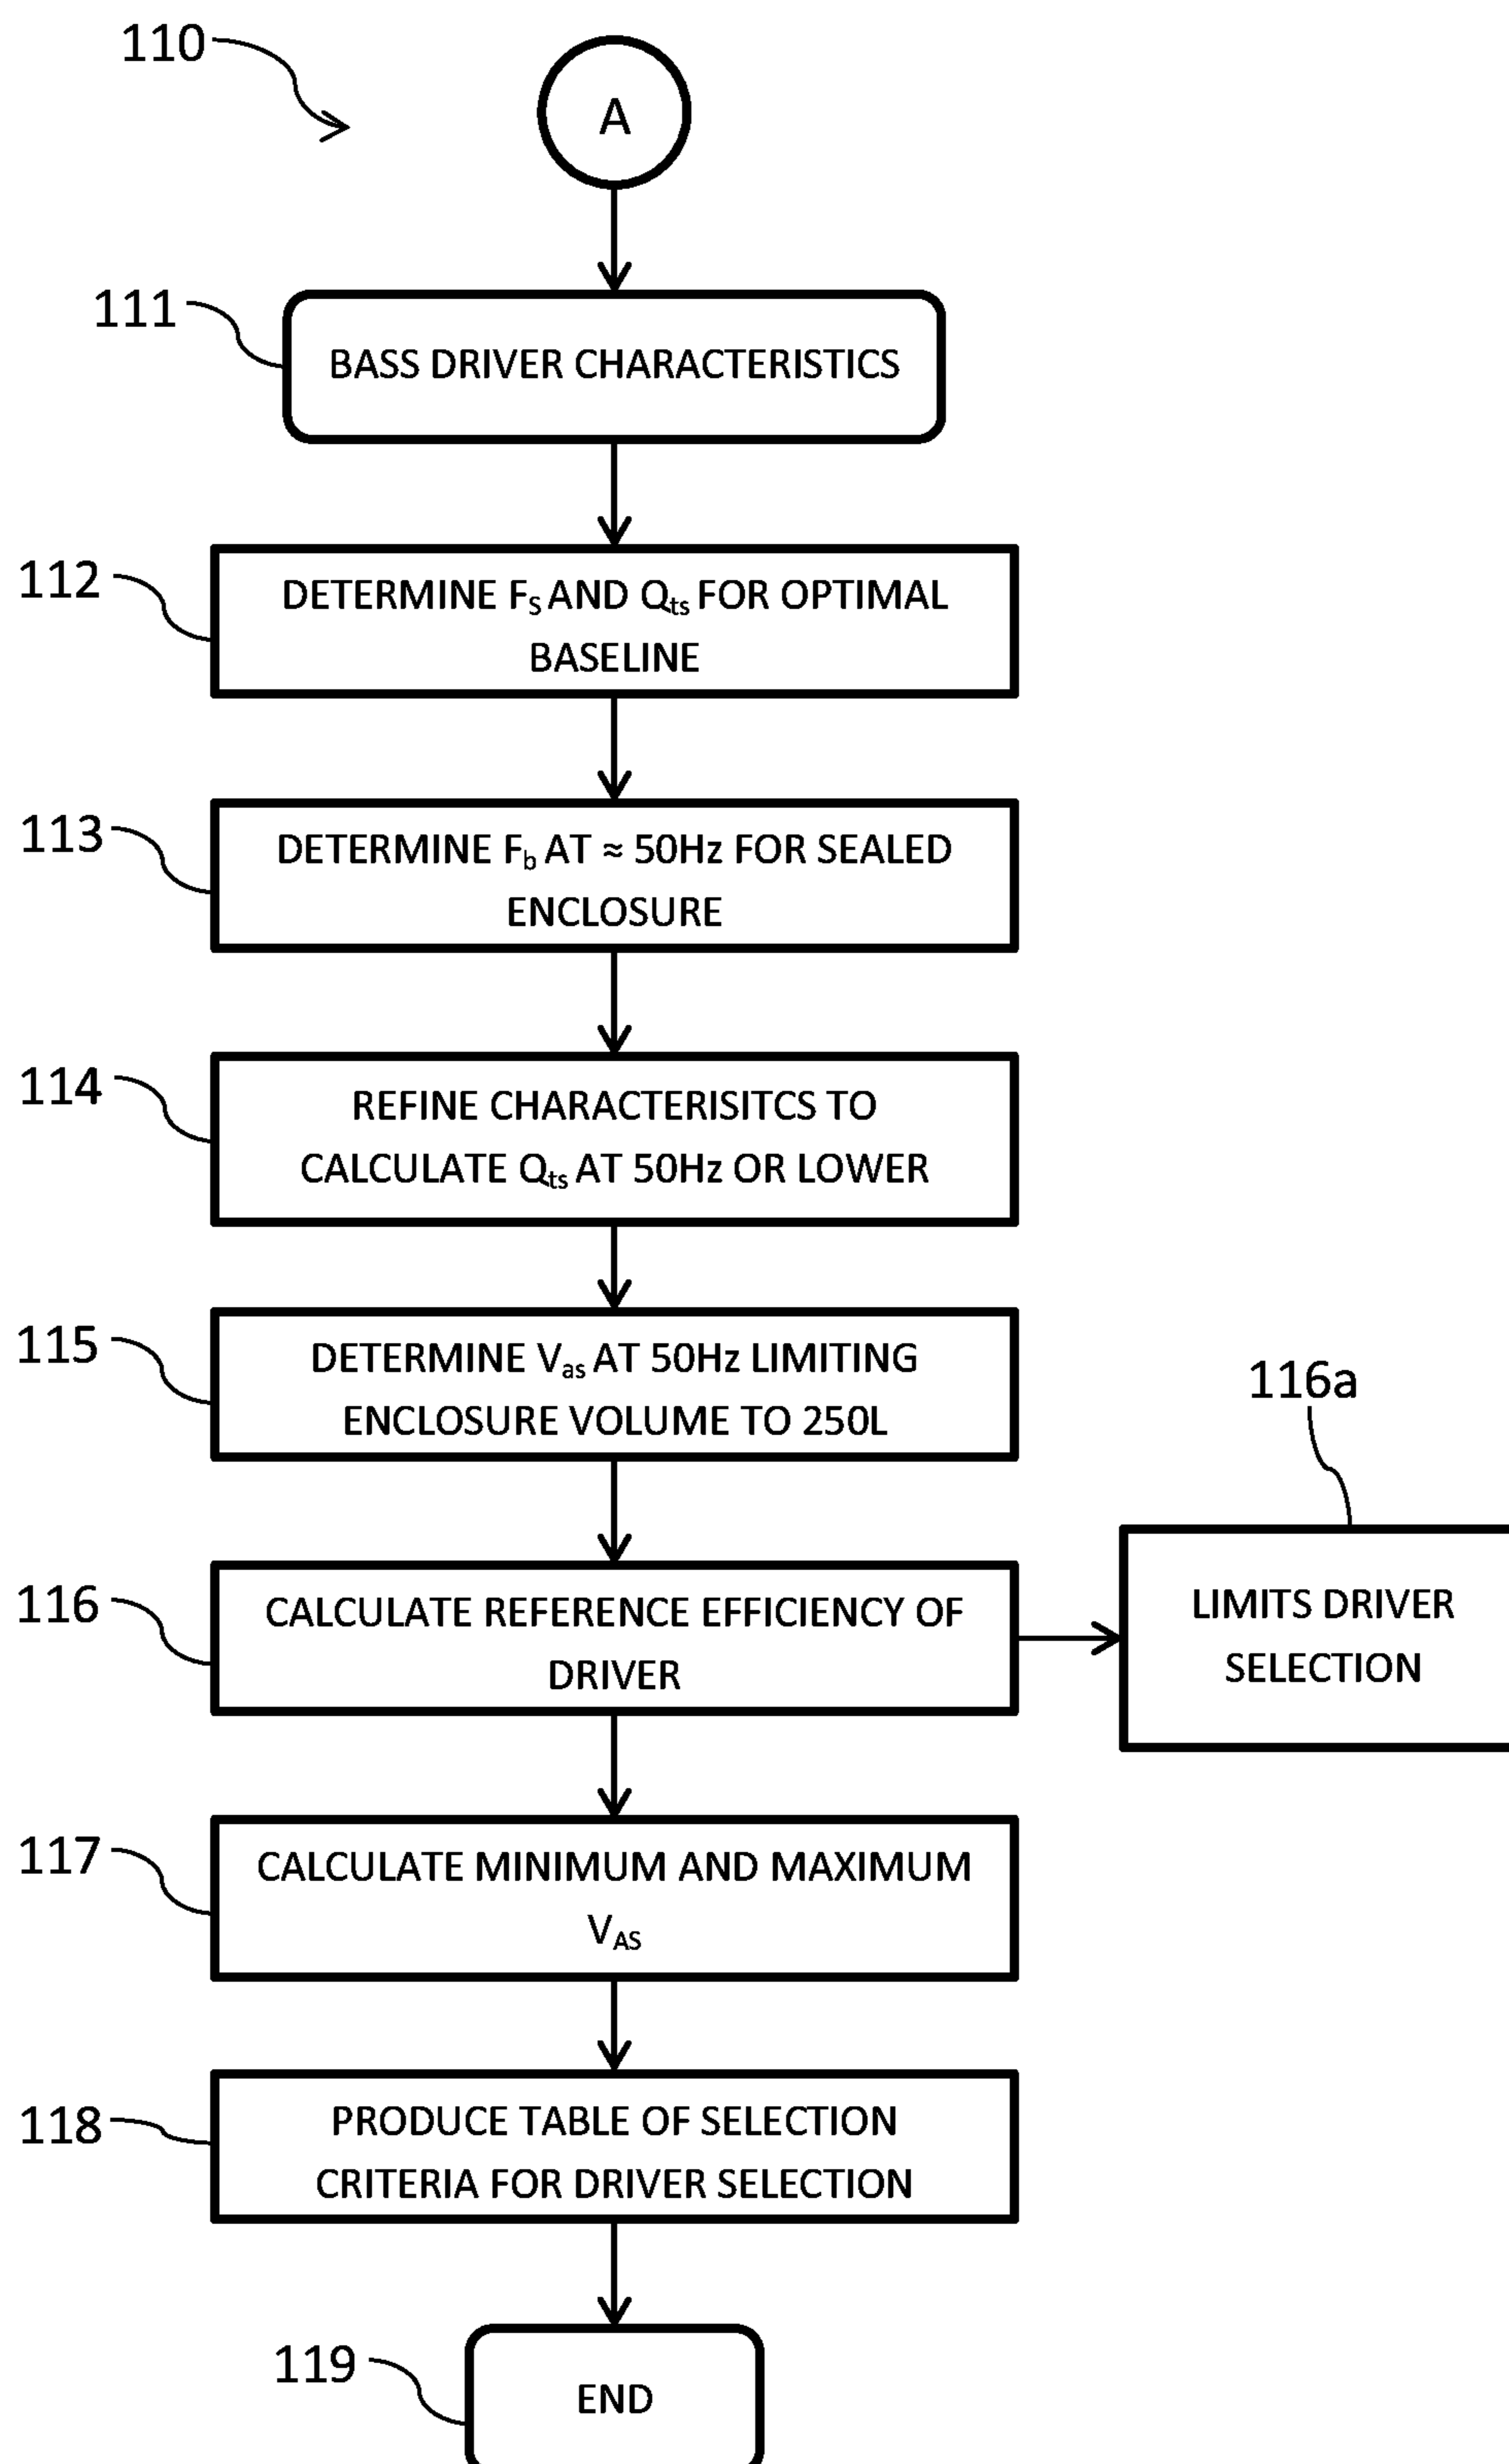 110
A
111
BASS DRIVER CHARACTERISTICS
112
DETERMINE Fs AND Qts FOR OPTIMAL
BASELINE
113
DETERMINE Fb AT ≈ 50Hz FOR SEALED
ENCLOSURE
114
REFINE CHARACTERISITCS TO
CALCULATE Qts AT 50Hz OR LOWER
115
DETERMINE Vas AT 50Hz LIMITING
ENCLOSURE VOLUME TO 250L
116
CALCULATE REFERENCE EFFICIENCY OF
DRIVER
116a
LIMITS DRIVER
SELECTION
117
CALCULATE MINIMUM AND MAXIMUM
VAS
118
PRODUCE TABLE OF SELECTION
CRITERIA FOR DRIVER SELECTION
119
END